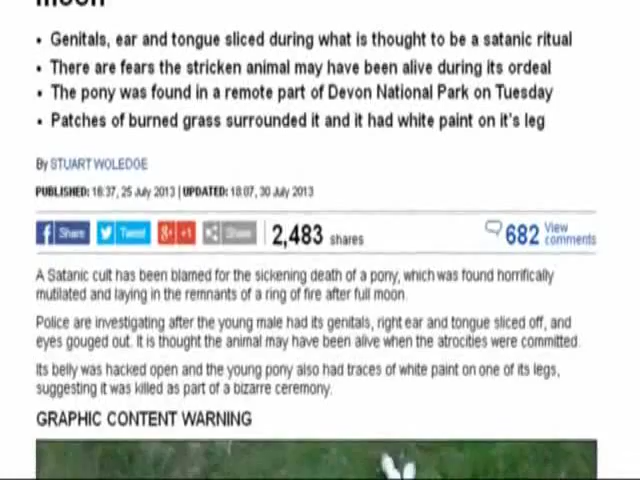 moon
• Genitals, ear and tongue sliced during what is thought to be a satanic ritual
• There are fears the stricken animal may have been alive during its ordeal
• The pony was found in a remote part of Devon National Park on Tuesday
• Patches of burned grass surrounded it and it had white paint on it's leg
By STUART WOLEDGE
PUBLISHED: 16:37, 25 July 2013 | UPDATED: 18:07, 30 July 2013
Share Tweet +1 Share 2,483 shares 682 View comments
A Satanic cult has been blamed for the sickening death of a pony, which was found horrifically
mutilated and laying in the remnants of a ring of fire after full moon.
Police are investigating after the young male had its genitals, right ear and tongue sliced off, and
eyes gouged out. It is thought the animal may have been alive when the atrocities were committed.
Its belly was hacked open and the young pony also had traces of white paint on one of its legs,
suggesting it was killed as part of a bizarre ceremony.
GRAPHIC CONTENT WARNING